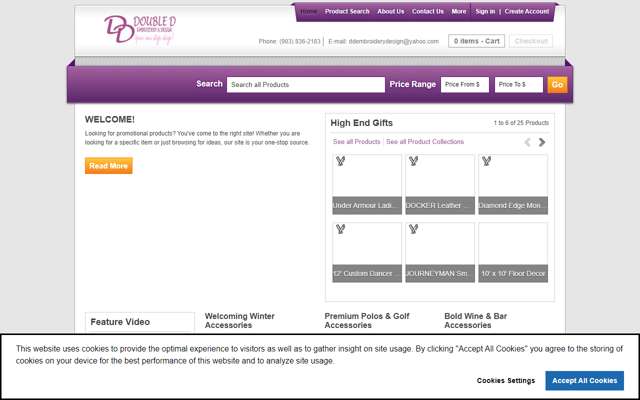 Home Product Search About Us Contact Us More Sign in | Create Account
DOUBLE D
EMBROIDERY & DESIGN
Phone: (903) 836-2183 | E-mail: ddembroiderydesign@yahoo.com
0 items - Cart
Checkout
Search
Search all Products
Price Range
Price From $
Price To $
Go
WELCOME!
Looking for promotional products? You've come to the right site! Whether you are
looking for a specific item or just browsing for ideas, our site is your one-stop source.
Read More
High End Gifts
1 to 6 of 25 Products
See all Products | See all Product Collections
Under Armour Ladi...
DOCKER Leather ...
Diamond Edge Mon...
12' Custom Dancer ...
JOURNEYMAN Sm...
10' x 10' Floor Decor
Feature Video
Welcoming Winter
Accessories
Premium Polos & Golf
Accessories
Bold Wine & Bar
Accessories
This website uses cookies to provide the optimal experience to visitors as well as to gather insight on site usage. By clicking "Accept All Cookies" you agree to the storing of
cookies on your device for the best performance of this website and to analyze site usage.
Cookies Settings
Accept All Cookies